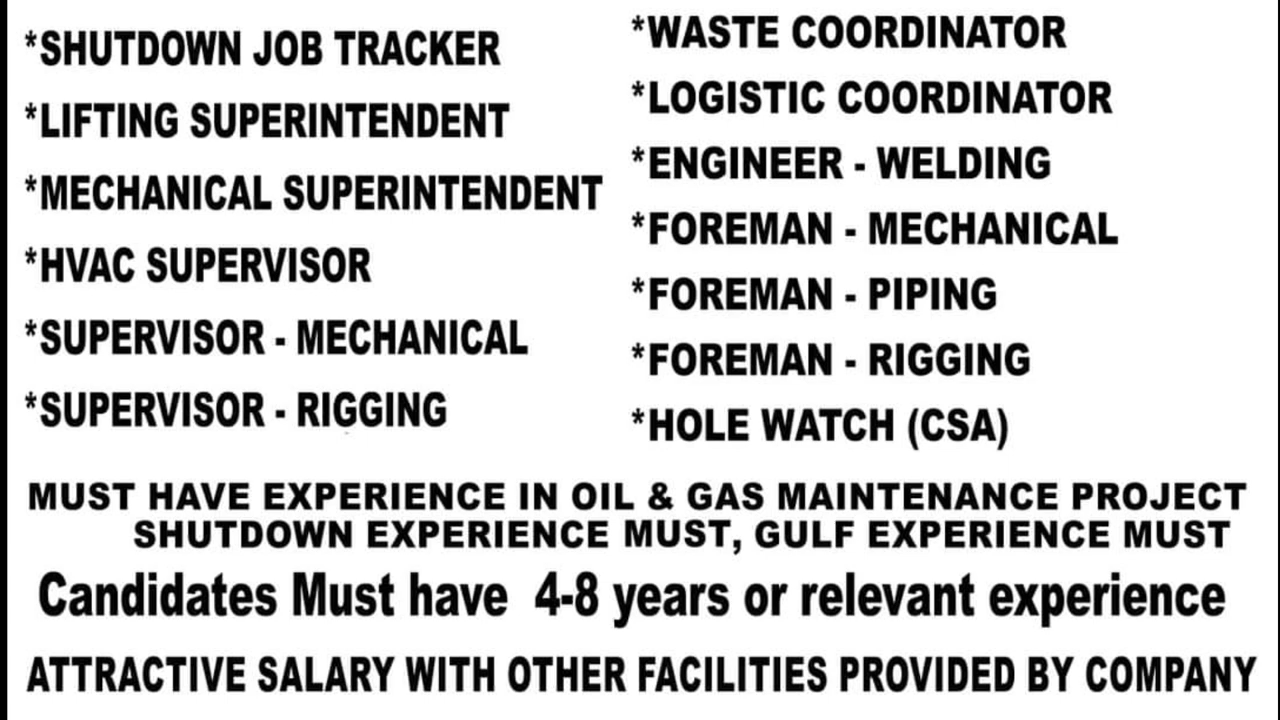 *SHUTDOWN JOB TRACKER
*LIFTING SUPERINTENDENT
*MECHANICAL SUPERINTENDENT
*HVAC SUPERVISOR
*SUPERVISOR - MECHANICAL
*SUPERVISOR - RIGGING
*WASTE COORDINATOR
*LOGISTIC COORDINATOR
*ENGINEER - WELDING
*FOREMAN - MECHANICAL
*FOREMAN - PIPING
*FOREMAN - RIGGING
*HOLE WATCH (CSA)
MUST HAVE EXPERIENCE IN OIL & GAS MAINTENANCE PROJECT
SHUTDOWN EXPERIENCE MUST, GULF EXPERIENCE MUST
Candidates Must have 4-8 years or relevant experience
ATTRACTIVE SALARY WITH OTHER FACILITIES PROVIDED BY COMPANY